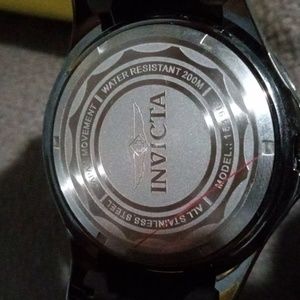 WATER RESISTANT 200M
MODEL:
ALL STAINLESS STEEL
MOVEMENT
INVICTA